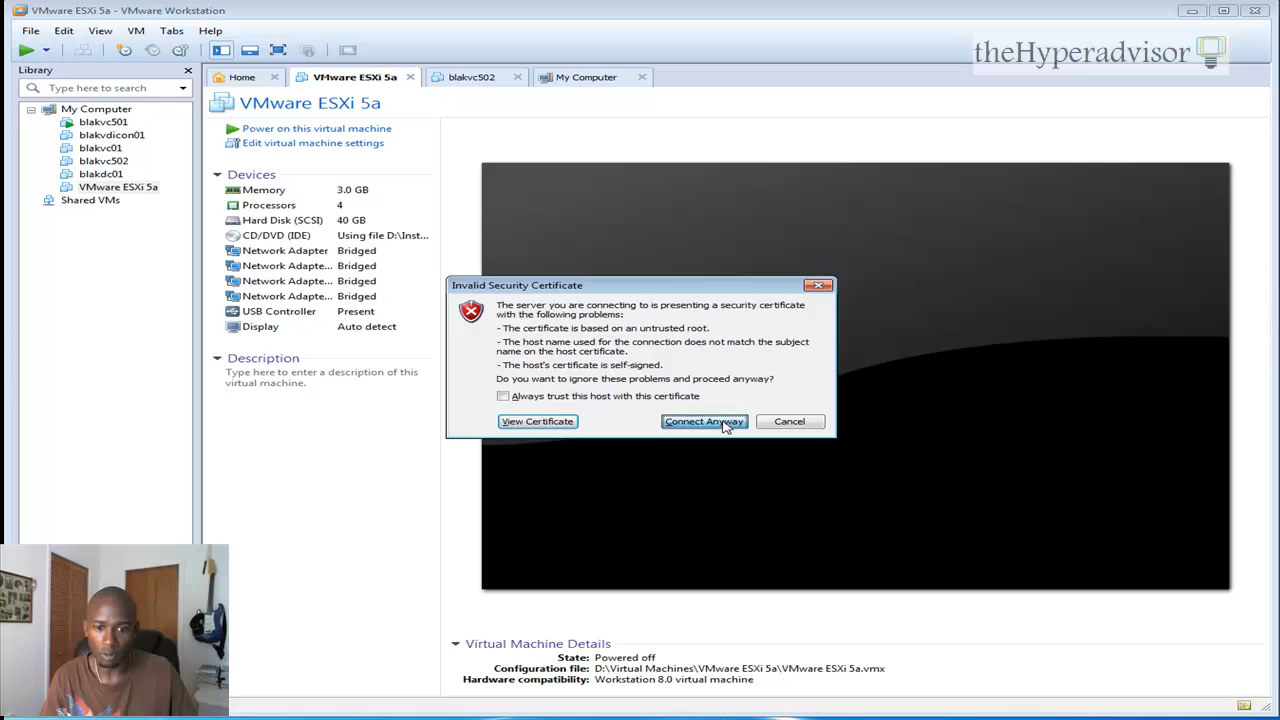 VMware ESXi 5a - VMware Workstation
File Edit View VM Tabs Help
theHyperadvisor
Library
Type here to search
My Computer
blakvc501
blakvdicon01
blakvc01
blakvc502
blakdc01
VMware ESXi 5a
Shared VMs
Home
VMware ESXi 5a
blakvc502
My Computer
VMware ESXi 5a
Power on this virtual machine
Edit virtual machine settings
Devices
Memory 3.0 GB
Processors 4
Hard Disk (SCSI) 40 GB
CD/DVD (IDE) Using file D:\Inst...
Network Adapter Bridged
Network Adapte... Bridged
Network Adapte... Bridged
Network Adapte... Bridged
USB Controller Present
Display Auto detect
Description
Type here to enter a description of this
virtual machine.
Invalid Security Certificate
The server you are connecting to is presenting a security certificate
with the following problems:
- The certificate is based on an untrusted root.
- The host name used for the connection does not match the subject
name on the host certificate.
- The host's certificate is self-signed.
Do you want to ignore these problems and proceed anyway?
Always trust this host with this certificate
View Certificate Connect Anyway Cancel
Virtual Machine Details
State: Powered off
Configuration file: D:\Virtual Machines\VMware ESXi 5a\VMware ESXi 5a.vmx
Hardware compatibility: Workstation 8.0 virtual machine